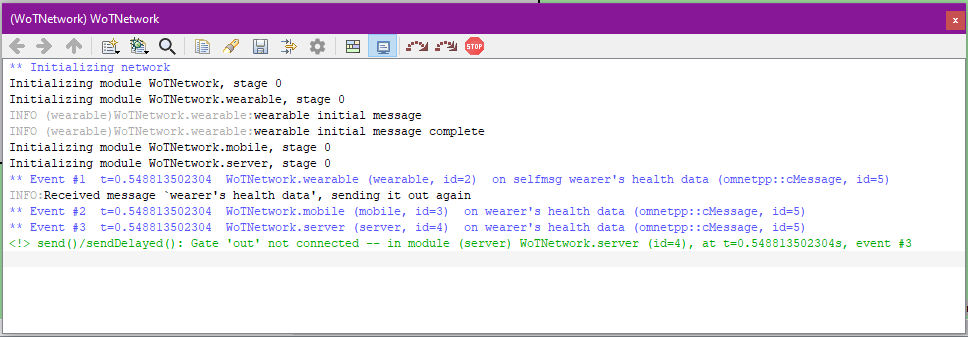 (WoTNetwork) WoTNetwork
x
STOP
** Initializing network
Initializing module WoTNetwork, stage 0
Initializing module WoTNetwork.wearable, stage 0
INFO (wearable)WoTNetwork.wearable:wearable initial message
INFO (wearable)WoTNetwork.wearable:wearable initial message complete
Initializing module WoTNetwork.mobile, stage 0
Initializing module WoTNetwork.server, stage 0
** Event #1  t=0.548813502304  WoTNetwork.wearable (wearable, id=2)  on selfmsg wearer's health data (omnetpp::cMessage, id=5)
INFO:Received message `wearer's health data', sending it out again
** Event #2  t=0.548813502304  WoTNetwork.mobile (mobile, id=3)  on wearer's health data (omnetpp::cMessage, id=5)
** Event #3  t=0.548813502304  WoTNetwork.server (server, id=4)  on wearer's health data (omnetpp::cMessage, id=5)
<!> send()/sendDelayed(): Gate 'out' not connected -- in module (server) WoTNetwork.server (id=4), at t=0.548813502304s, event #3